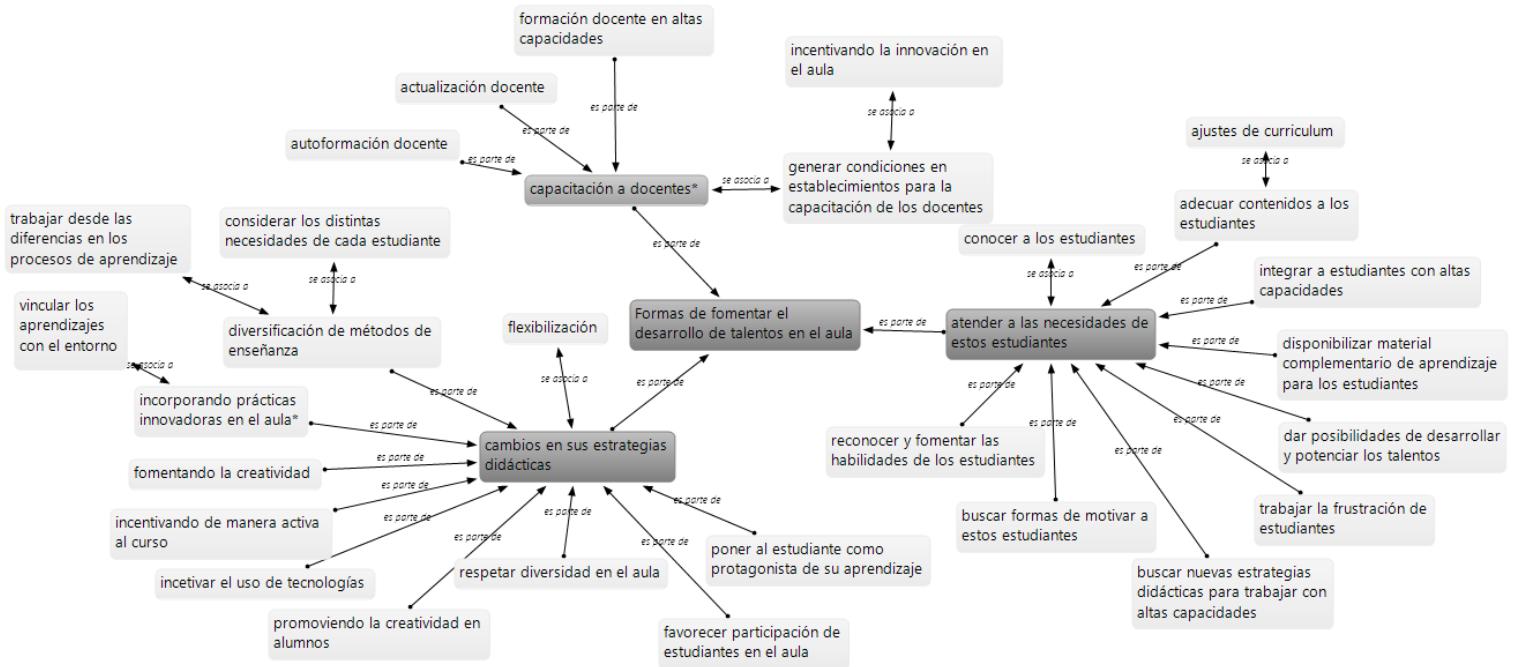 formación docente en altas
capacidades
incentivando la innovación en
el aula
actualización docente
es parte de
se asocia a
ajustes de curriculum
es parte de
autoformación docente
es parte de
se asocia a
capacitación a docentes*
se asocia a
generar condiciones en
establecimientos para la
capacitación de los docentes
adecuar contenidos a los
estudiantes
trabajar desde las
diferencias en los
procesos de aprendizaje
considerar los distintas
necesidades de cada estudiante
es parte de
conocer a los estudiantes
se asocia a
se asocia a
se asocia a
es parte de
integrar a estudiantes con altas
capacidades
es parte de
vincular los
aprendizajes
con el entorno
diversificación de métodos de
enseñanza
flexibilización
Formas de fomentar el
desarrollo de talentos en el aula
es parte de
atender a las necesidades de
estos estudiantes
es parte de
disponibilizar material
complementario de aprendizaje
para los estudiantes
se asocia a
se asocia a
es parte de
es parte de
es parte de
es parte de
incorporando prácticas
innovadoras en el aula*
es parte de
es parte de
es parte de
dar posibilidades de desarrollar
y potenciar los talentos
cambios en sus estrategias
didácticas
reconocer y fomentar las
habilidades de los estudiantes
es parte de
fomentando la creatividad
es parte de
es parte de
incentivando de manera activa
al curso
es parte de
es parte de
es parte de
es parte de
es parte de
buscar formas de motivar a
estos estudiantes
trabajar la frustración de
estudiantes
incetivar el uso de tecnologías
respetar diversidad en el aula
poner al estudiante como
protagonista de su aprendizaje
buscar nuevas estrategias
didácticas para trabajar con
altas capacidades
promoviendo la creatividad en
alumnos
favorecer participación de
estudiantes en el aula